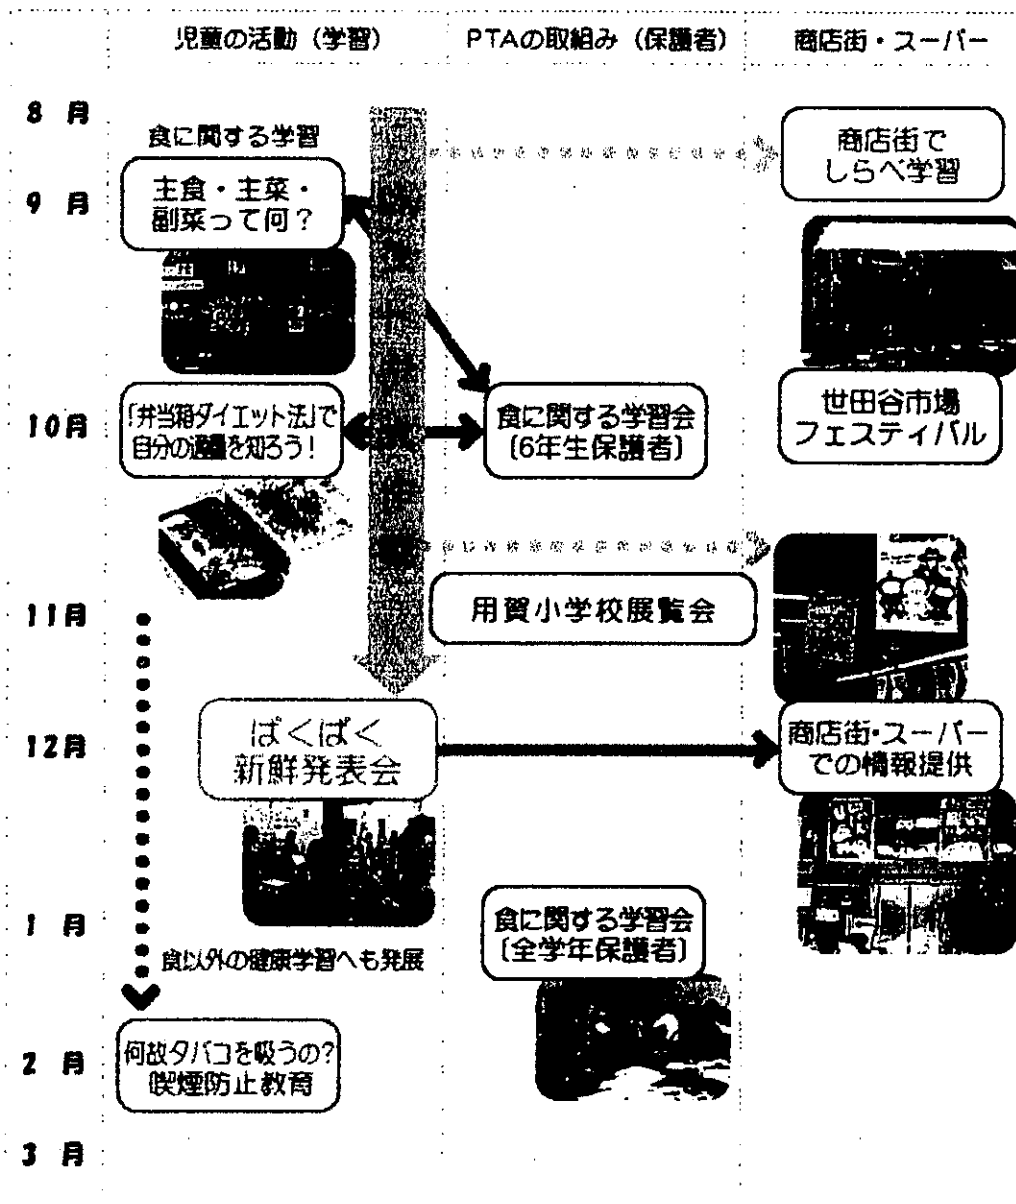 児童の活動（学習）
PTAの取組み（保護者）
商店街・スーパー
8 月
食に関する学習
商店街で
しらべ学習
9 月
主食・主菜・
副菜って何？
10月
「弁当箱ダイエット法」で
自分の適量を知ろう！
食に関する学習会
〔6年生保護者〕
世田谷市場
フェスティバル
11月
用賀小学校展覧会
12月
ぱくぱく
新鮮発表会
商店街・スーパー
での情報提供
1 月
食に関する学習会
〔全学年保護者〕
食以外の健康学習へも発展
2 月
何故タバコを吸うの？
喫煙防止教育
3 月